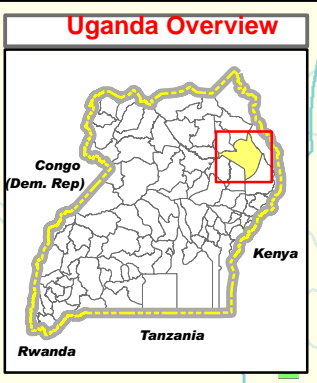 Uganda Overview
Congo
(Dem. Rep)
Kenya
Tanzania
Rwanda